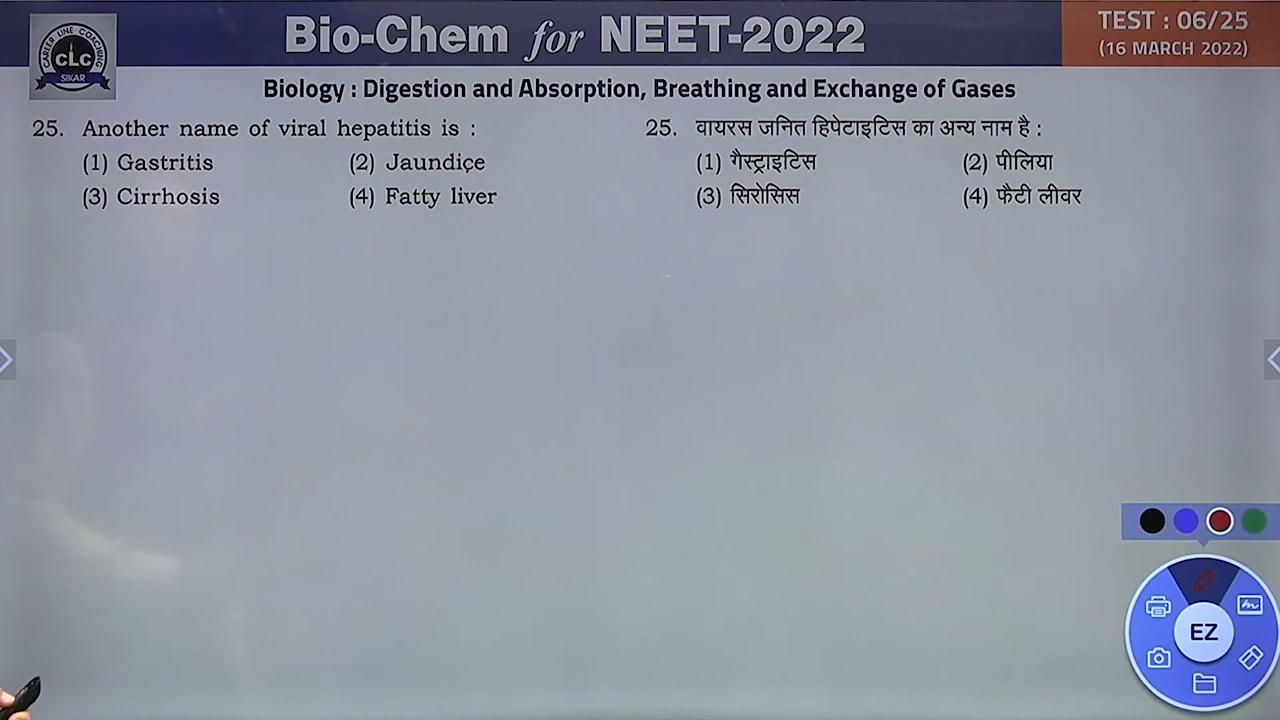 CAREER LINE COACHING
CLC
SIKAR
Bio-Chem for NEET-2022
TEST : 06/25
(16 MARCH 2022)
Biology : Digestion and Absorption, Breathing and Exchange of Gases
25. Another name of viral hepatitis is :
(1) Gastritis (2) Jaundice
(3) Cirrhosis (4) Fatty liver
25. वायरस जनित हिपेटाइटिस का अन्य नाम है :
(1) गैस्ट्राइटिस (2) पीलिया
(3) सिरोसिस (4) फैटी लीवर
EZ